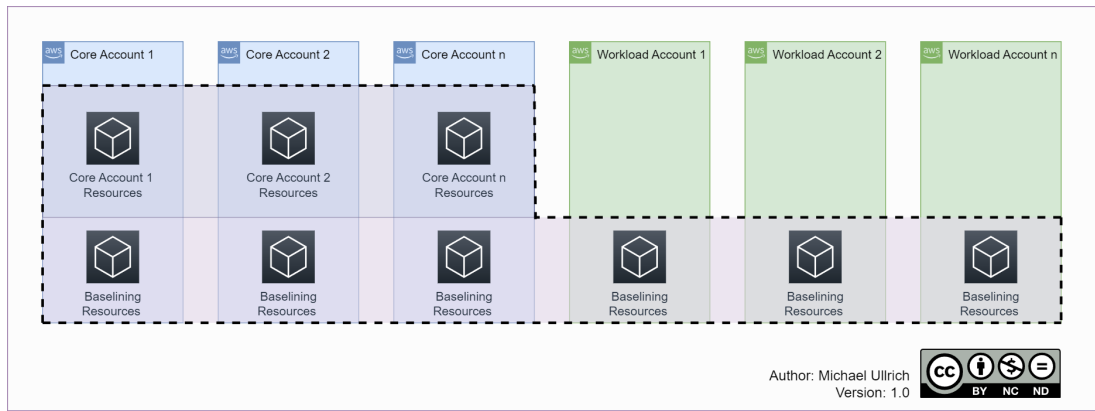 aws Core Account 1
aws Core Account 2
aws Core Account n
aws Workload Account 1
aws Workload Account 2
aws Workload Account n
Core Account 1
Resources
Core Account 2
Resources
Core Account n
Resources
Baselining
Resources
Baselining
Resources
Baselining
Resources
Baselining
Resources
Baselining
Resources
Baselining
Resources
Author: Michael Ullrich
Version: 1.0
cc
BY NC ND